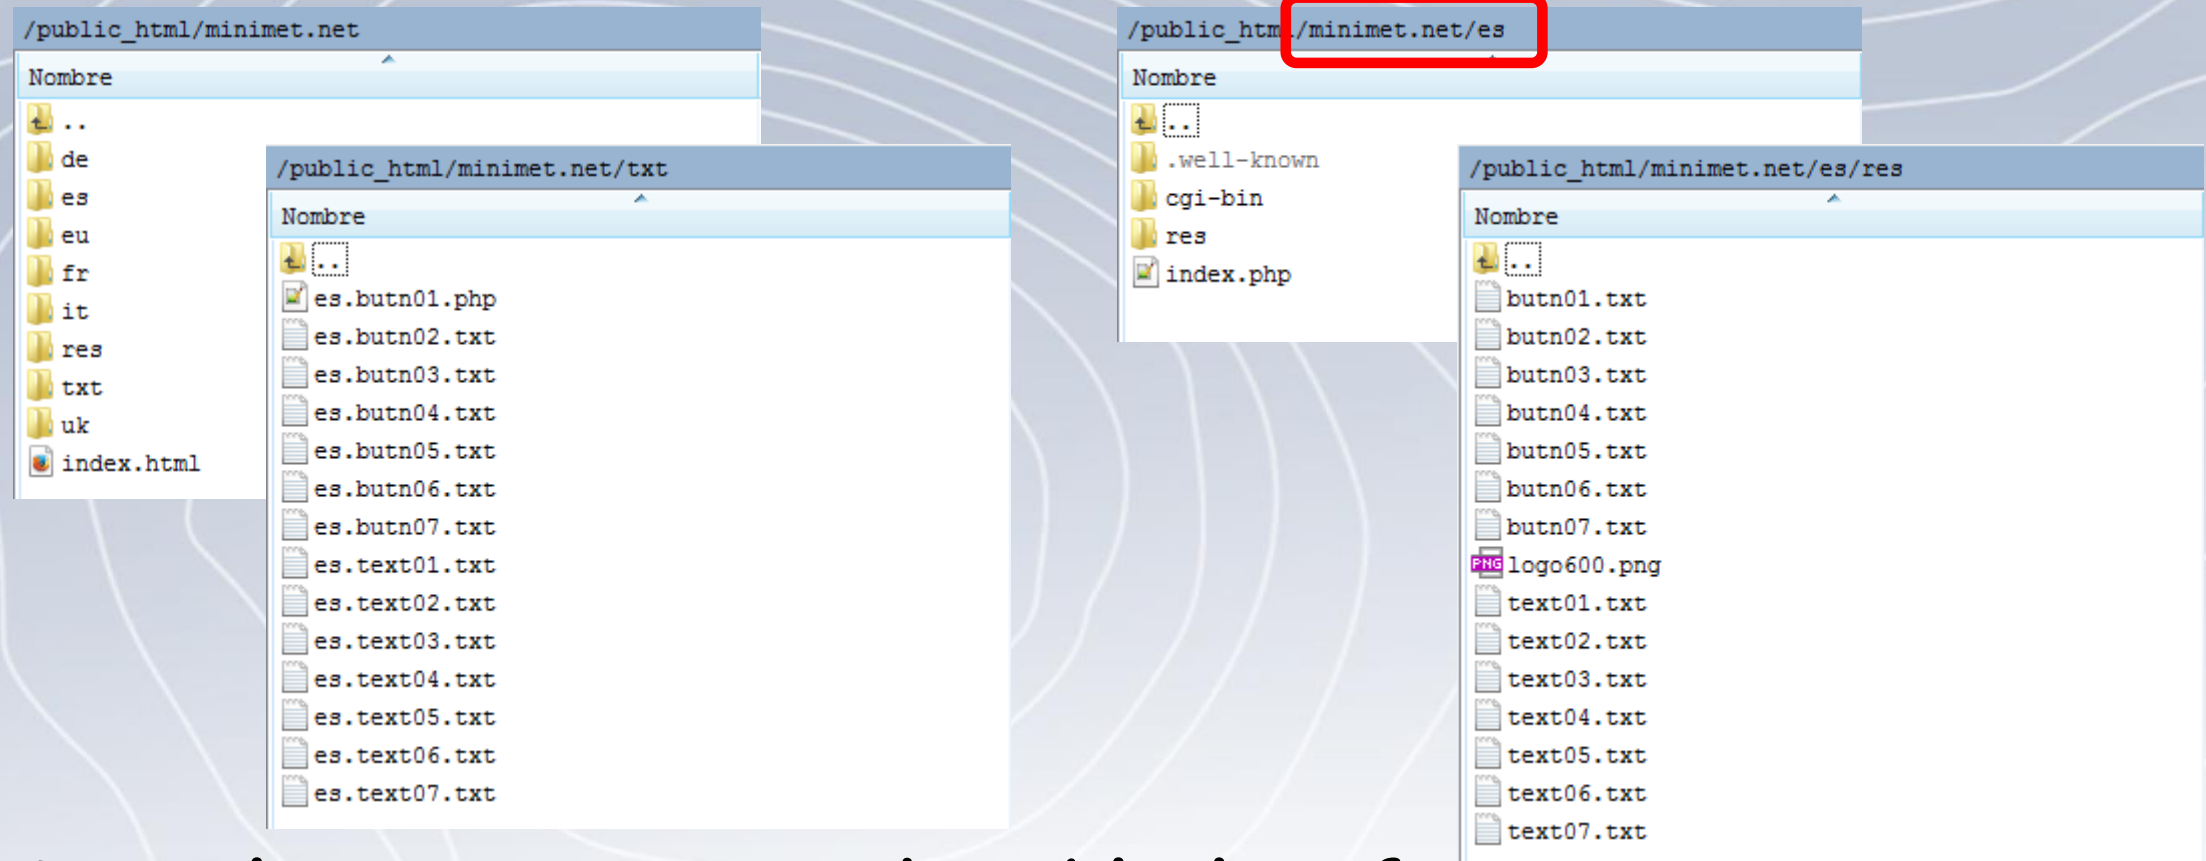 /public_html/minimet.net
Nombre
..
de
es
eu
fr
it
res
txt
uk
index.html
/public_html/minimet.net/txt
Nombre
..
es.butn01.php
es.butn02.txt
es.butn03.txt
es.butn04.txt
es.butn05.txt
es.butn06.txt
es.butn07.txt
es.text01.txt
es.text02.txt
es.text03.txt
es.text04.txt
es.text05.txt
es.text06.txt
es.text07.txt
/public_html/minimet.net/es
Nombre
..
.well-known
cgi-bin
res
index.php
/public_html/minimet.net/es/res
Nombre
..
butn01.txt
butn02.txt
butn03.txt
butn04.txt
butn05.txt
butn06.txt
butn07.txt
PNG logo600.png
text01.txt
text02.txt
text03.txt
text04.txt
text05.txt
text06.txt
text07.txt